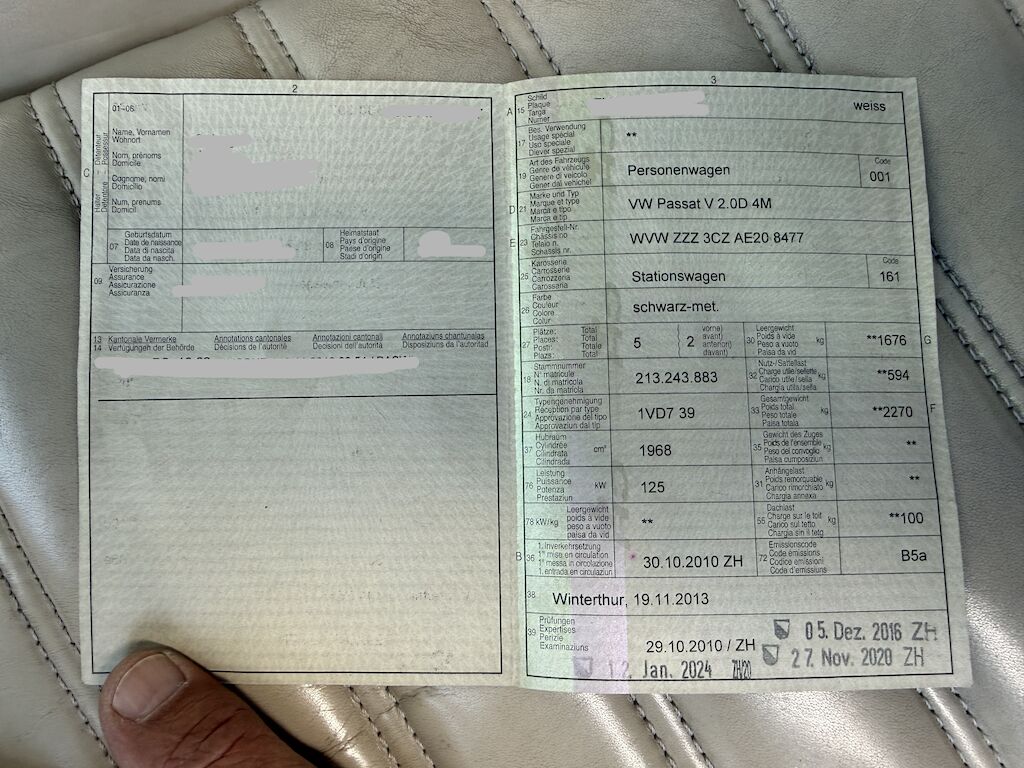 2
01–06
Name, Vornamen
Wohnort
Nom, prénoms
Domicile
Cognome, nomi
Domicilio
Num, prenums
Domicil
C
Halter Détenteur
Detentore Possessur
07 Geburtsdatum
Date de naissance
Data di nascita
Data da nasch.
08 Heimatstaat
Pays d'origine
Paese d'origine
Stadi d'origin
09 Versicherung
Assurance
Assicurazione
Assicuranza
13 Kantonale Vermerke Annotations cantonales Annotazioni cantonali Annotaziuns chantunalas
14 Verfügungen der Behörde Décisions de l'autorité Decisioni dell'autorità Disposiziuns da l'autoritad
3
A 15 Schild
Plaque
Targa
Numer
weiss
17 Bes. Verwendung
Usage spécial
Uso speciale
Diever spezial
**
19 Art des Fahrzeugs
Genre de véhicule
Genere di veicolo
Gener dal vehichel
Personenwagen
Code
001
D 21 Marke und Typ
Marque et type
Marca e tipo
Marca e tip
VW Passat V 2.0D 4M
E 23 Fahrgestell-Nr.
Châssis no
Telaio n.
Schassis nr.
WVW ZZZ 3CZ AE20 8477
25 Karosserie
Carrosserie
Carrozzeria
Carossaria
Stationswagen
Code
161
26 Farbe
Couleur
Colore
Colur
schwarz-met.
27 Plätze: Total
Places: Total
Posti: Totale
Plazs: Total
5
2
vorne)
avant)
anteriori)
davant)
30 Leergewicht
Poids à vide
Peso a vuoto
Paisa da vid
kg
**1676
G
18 Stammnummer
N° matricule
N. di matricola
Nr. da matricla
213.243.883
32 Nutz-/Sattellast
Charge utile/sellette
Carico utile/sella
Chargia utila/sella
kg
**594
24 Typengenehmigung
Réception par type
Approvazione del tipo
Approvaziun dal tip
1VD7 39
33 Gesamtgewicht
Poids total
Peso totale
Paisa totala
kg
**2270
F
37 Hubraum
Cylindrée
Cilindrata
Cilindrada
cm³
1968
35 Gewicht des Zuges
Poids de l'ensemble
Peso del convoglio
Paisa cumposiziun
kg
**
76 Leistung
Puissance
Potenza
Prestaziun
kW
125
31 Anhängelast
Poids remorquable
Carico rimorchiato
Chargia annexa
kg
**
78 kW/kg
Leergewicht
poids à vide
peso a vuoto
paisa da vid
**
55 Dachlast
Charge sur le toit
Carico sul tetto
Chargia sin il tetg
kg
**100
B 36 1. Inverkehrsetzung
1re mise en circulation
1a messa in circolazione
1. entrada en circulaziun
30.10.2010 ZH
72 Emissionscode
Code émissions
Codice emissioni
Code d'emissiuns
B5a
38 Winterthur, 19.11.2013
39 Prüfungen
Expertises
Perizie
Examinaziuns
29.10.2010 / ZH
05. Dez. 2016 ZH
27. Nov. 2020 ZH
12. Jan. 2024 ZH20